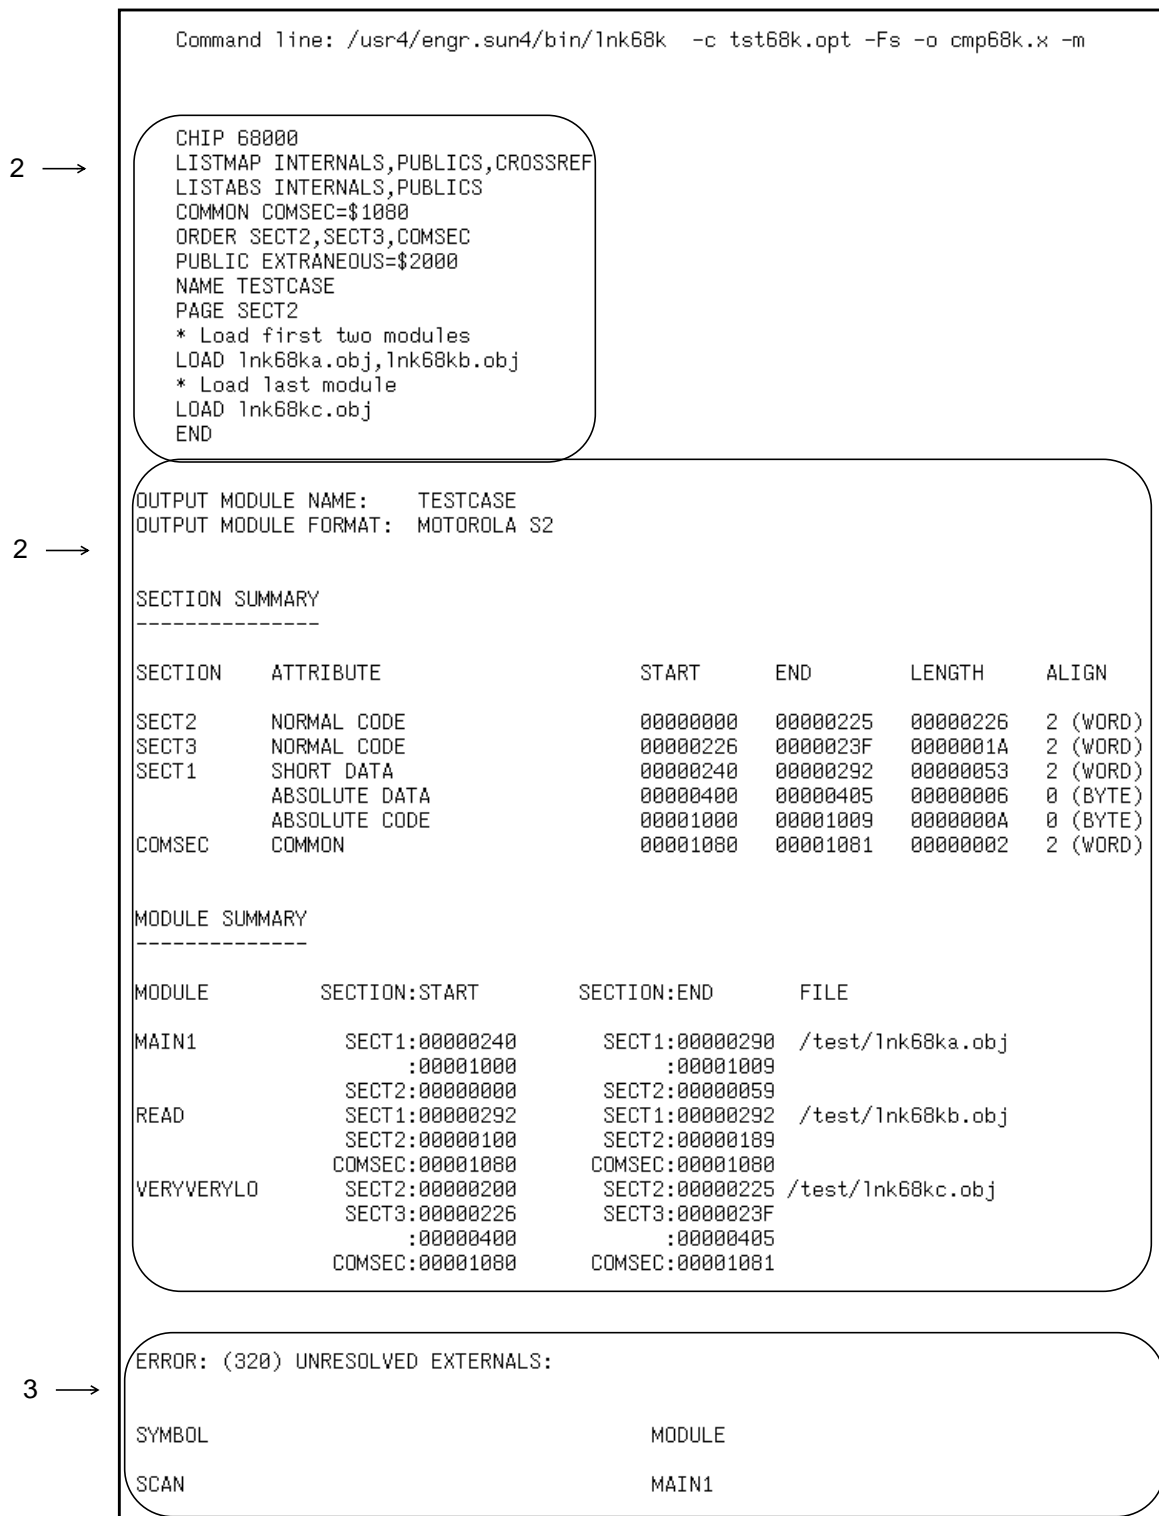 Command line: /usr4/engr.sun4/bin/lnk68k -c tst68k.opt -Fs -o cmp68k.x -m
2 →
CHIP 68000
LISTMAP INTERNALS,PUBLICS,CROSSREF
LISTABS INTERNALS,PUBLICS
COMMON COMSEC=$1080
ORDER SECT2,SECT3,COMSEC
PUBLIC EXTRANEOUS=$2000
NAME TESTCASE
PAGE SECT2
* Load first two modules
LOAD lnk68ka.obj,lnk68kb.obj
* Load last module
LOAD lnk68kc.obj
END
2 →
OUTPUT MODULE NAME: TESTCASE
OUTPUT MODULE FORMAT: MOTOROLA S2
SECTION SUMMARY
---------------
SECTION ATTRIBUTE START END LENGTH ALIGN
SECT2 NORMAL CODE 00000000 00000225 00000226 2 (WORD)
SECT3 NORMAL CODE 00000226 0000023F 0000001A 2 (WORD)
SECT1 SHORT DATA 00000240 00000292 00000053 2 (WORD)
ABSOLUTE DATA 00000400 00000405 00000006 0 (BYTE)
ABSOLUTE CODE 00001000 00001009 0000000A 0 (BYTE)
COMSEC COMMON 00001080 00001081 00000002 2 (WORD)
MODULE SUMMARY
--------------
MODULE SECTION:START SECTION:END FILE
MAIN1 SECT1:00000240 SECT1:00000290 /test/lnk68ka.obj
:00001000 :00001009
SECT2:00000000 SECT2:00000059
READ SECT1:00000292 SECT1:00000292 /test/lnk68kb.obj
SECT2:00000100 SECT2:00000189
COMSEC:00001080 COMSEC:00001080
VERYVERYLO SECT2:00000200 SECT2:00000225 /test/lnk68kc.obj
SECT3:00000226 SECT3:0000023F
:00000400 :00000405
COMSEC:00001080 COMSEC:00001081
3 →
ERROR: (320) UNRESOLVED EXTERNALS:
SYMBOL MODULE
SCAN MAIN1